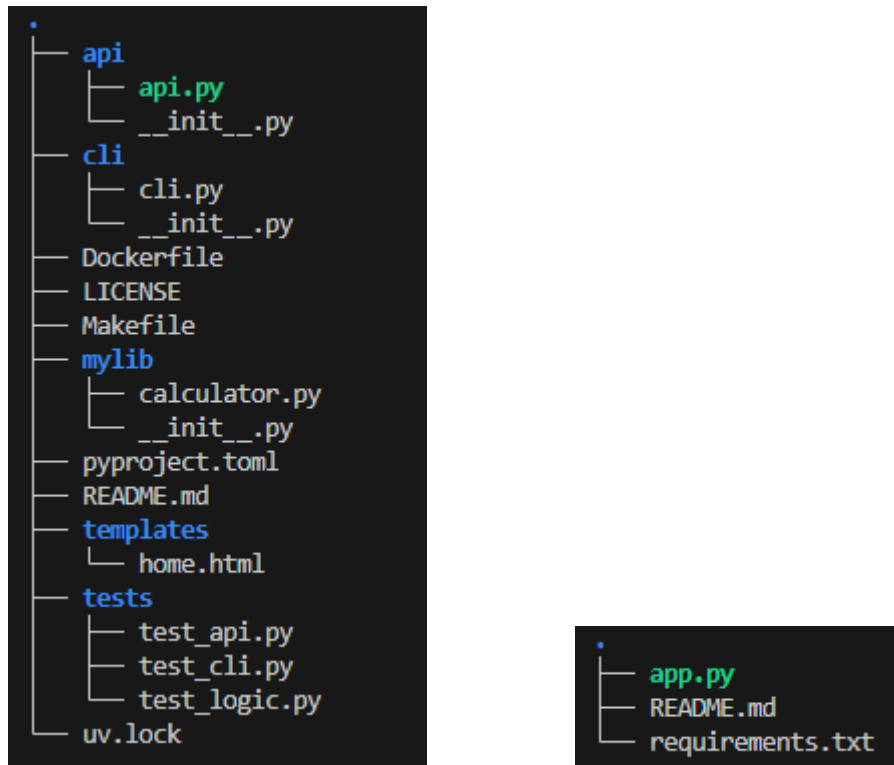 .
├── api
│   ├── api.py
│   └── __init__.py
├── cli
│   ├── cli.py
│   └── __init__.py
├── Dockerfile
├── LICENSE
├── Makefile
├── mylib
│   ├── calculator.py
│   └── __init__.py
├── pyproject.toml
├── README.md
├── templates
│   └── home.html
├── tests
│   ├── test_api.py
│   ├── test_cli.py
│   └── test_logic.py
└── uv.lock
.
├── app.py
├── README.md
└── requirements.txt